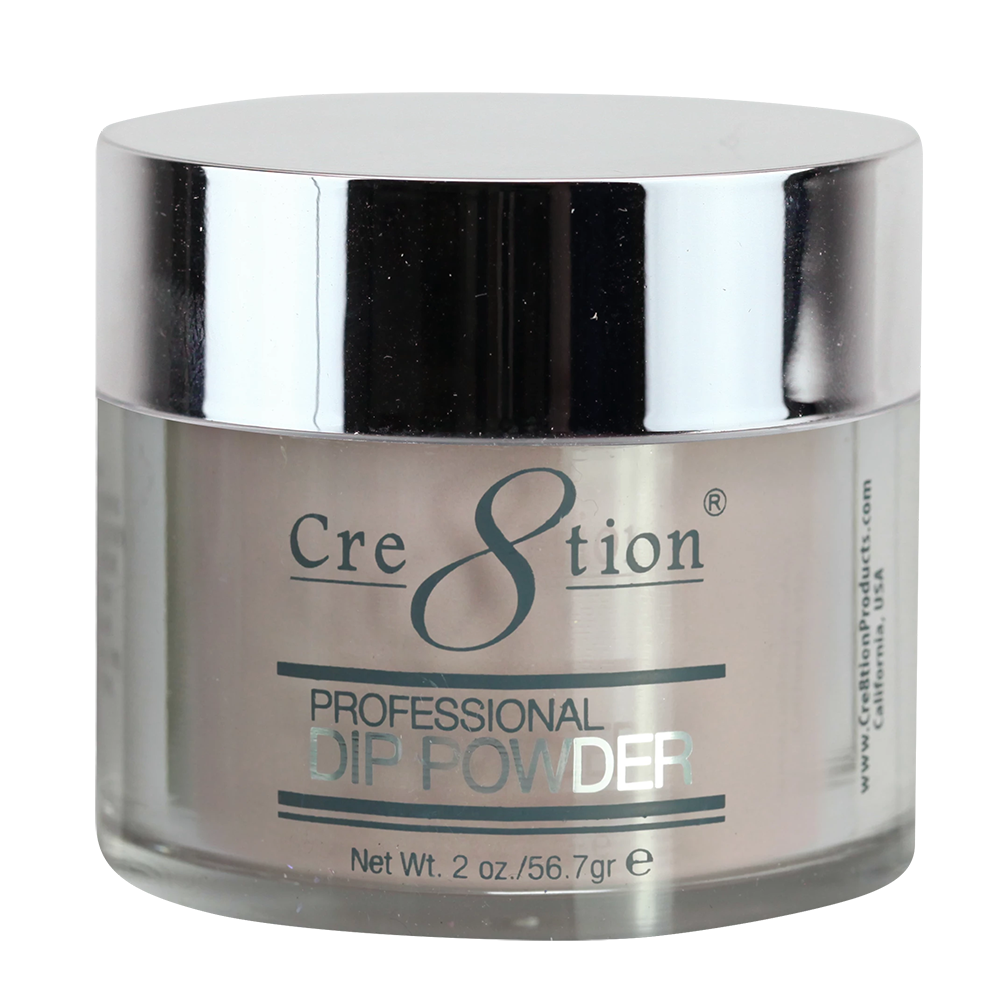 Cre8tion®
PROFESSIONAL
DIP POWDER
Net Wt. 2 oz./56.7gr ℮
www.Cre8tionProducts.com
California, USA